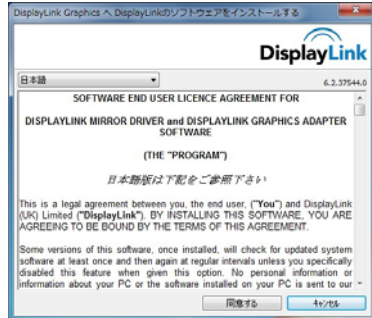 DisplayLink Graphics へ DisplayLinkのソフトウェアをインストールする
DisplayLink
日本語
6.2.37544.0
SOFTWARE END USER LICENCE AGREEMENT FOR
DISPLAYLINK MIRROR DRIVER and DISPLAYLINK GRAPHICS ADAPTER
SOFTWARE
(THE "PROGRAM")
日本語版は下記をご参照下さい
This is a legal agreement between you, the end user, ("You") and DisplayLink
(UK) Limited ("DisplayLink"). BY INSTALLING THIS SOFTWARE, YOU ARE
AGREEING TO BE BOUND BY THE TERMS OF THIS AGREEMENT.
Some versions of this software, once installed, will check for updated system
software at least once and then again at regular intervals unless you specifically
disabled this feature when given this option. No personal information or
information about your PC or the software installed on your PC is sent to our
同意する
キャンセル